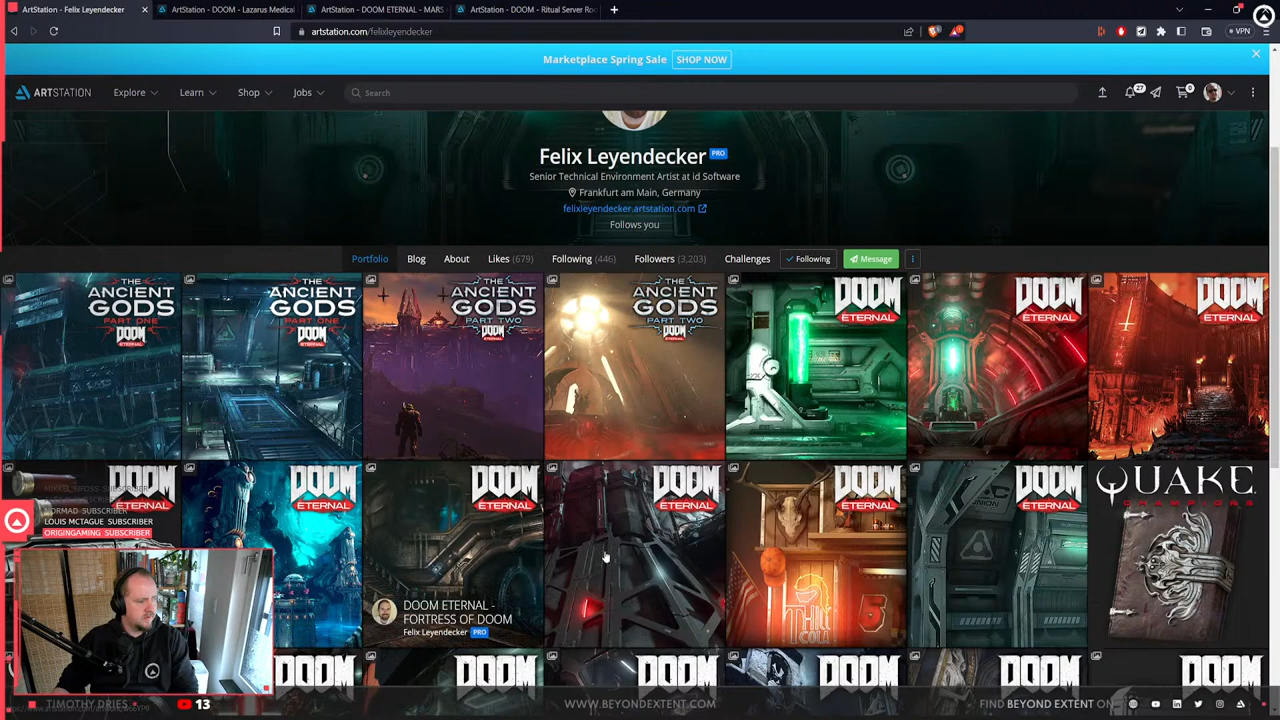 ArtStation - Felix Leyendecker
ArtStation - DOOM - Lazarus Medical
ArtStation - DOOM ETERNAL - MARS
ArtStation - DOOM - Ritual Server Ro
artstation.com/felixleyendecker
VPN
Marketplace Spring Sale
SHOP NOW
ARTSTATION
Explore
Learn
Shop
Jobs
Search
27
0
Felix Leyendecker PRO
Senior Technical Environment Artist at id Software
Frankfurt am Main, Germany
felixleyendecker.artstation.com
Follows you
Portfolio
Blog
About
Likes (679)
Following (446)
Followers (3,203)
Challenges
Following
Message
THE
ANCIENT
GODS
PART ONE
DOOM
ETERNAL
THE
ANCIENT
GODS
PART ONE
DOOM
ETERNAL
THE
ANCIENT
GODS
PART TWO
DOOM
ETERNAL
THE
ANCIENT
GODS
PART TWO
DOOM
ETERNAL
DOOM
ETERNAL
DOOM
ETERNAL
DOOM
ETERNAL
DOOM
ETERNAL
DOOM
ETERNAL
DOOM
ETERNAL
DOOM ETERNAL -
FORTRESS OF DOOM
Felix Leyendecker PRO
DOOM
ETERNAL
DOOM
ETERNAL
THILL
COLA
DOOM
ETERNAL
QUAKE
CHAMPIONS
LOUIS MCTAGUE SUBSCRIBER
ORIGINGAMING SUBSCRIBER
DOOM
DOOM
DOOM
DOOM
DOOM
DOOM
DOOM
TIMOTHY DRIES
13
WWW.BEYONDEXTENT.COM
FIND BEYOND EXTENT ON